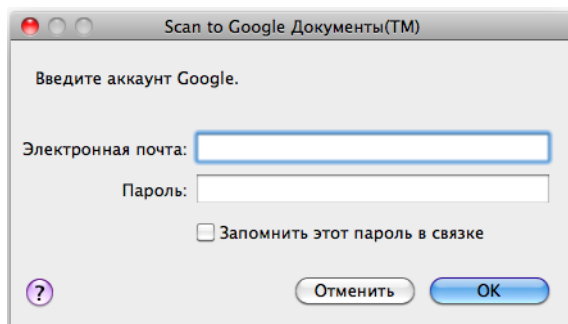 Scan to Google Документы(TM)
Введите аккаунт Google.
Электронная почта:
Пароль:
Запомнить этот пароль в связке
?
Отменить
OK